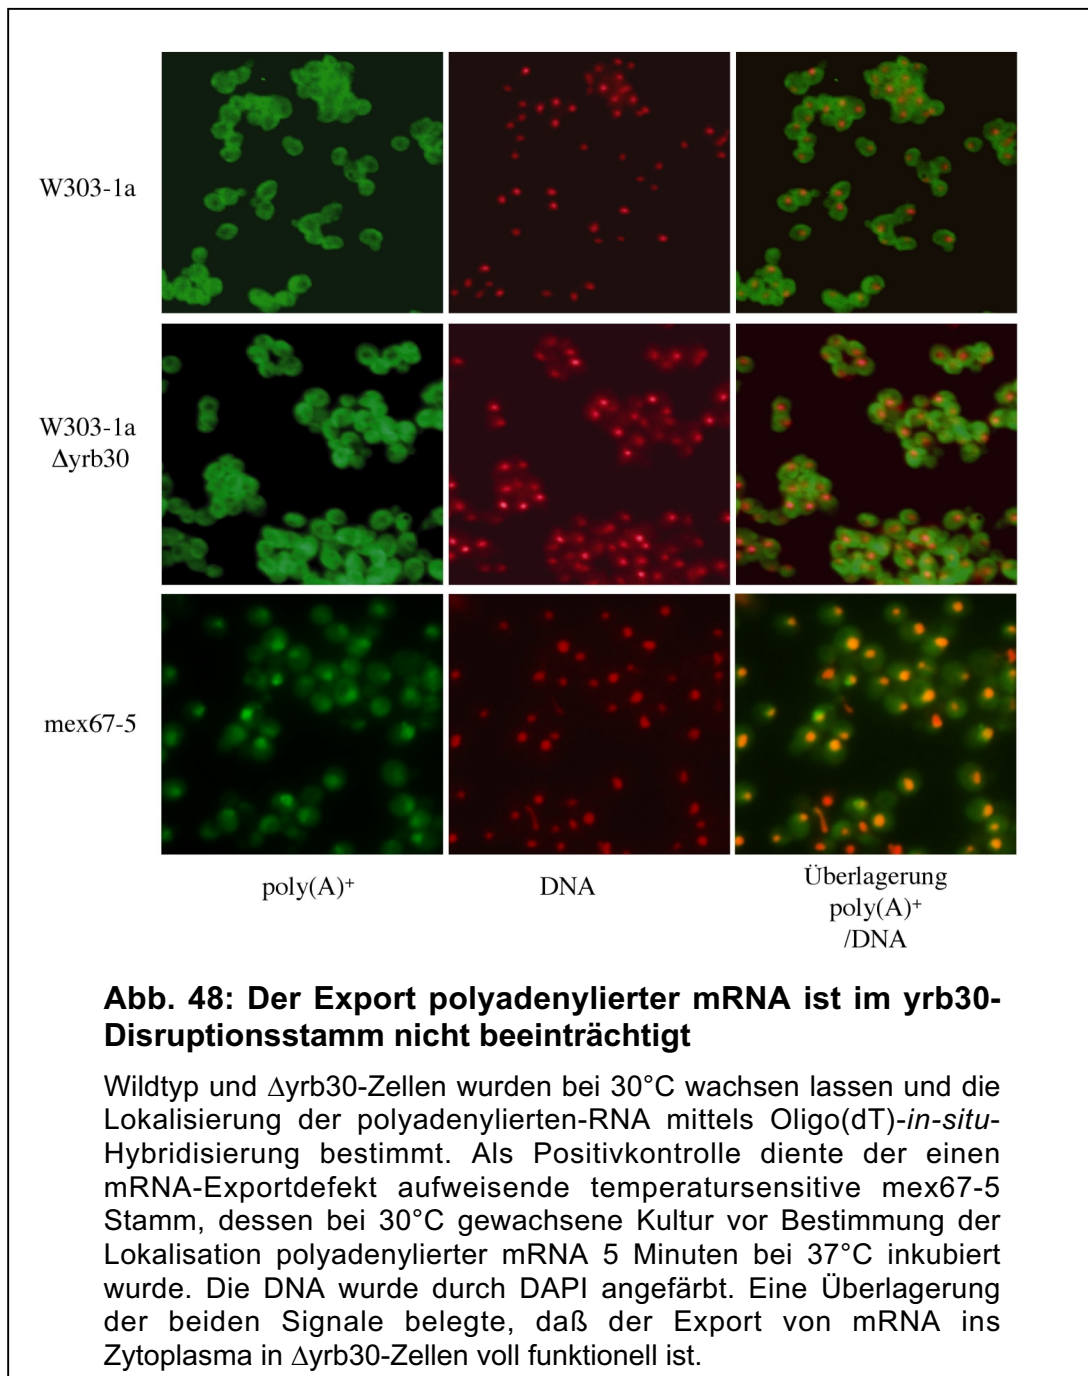 W303-1a
W303-1a
Δyrb30
mex67-5
poly(A)⁺
DNA
Überlagerung
poly(A)⁺
/DNA
Abb. 48: Der Export polyadenylierter mRNA ist im yrb30-
Disruptionsstamm nicht beeinträchtigt
Wildtyp und Δyrb30-Zellen wurden bei 30°C wachsen lassen und die
Lokalisierung der polyadenylierten-RNA mittels Oligo(dT)-in-situ-
Hybridisierung bestimmt. Als Positivkontrolle diente der einen
mRNA-Exportdefekt aufweisende temperatursensitive mex67-5
Stamm, dessen bei 30°C gewachsene Kultur vor Bestimmung der
Lokalisation polyadenylierter mRNA 5 Minuten bei 37°C inkubiert
wurde. Die DNA wurde durch DAPI angefärbt. Eine Überlagerung
der beiden Signale belegte, daß der Export von mRNA ins
Zytoplasma in Δyrb30-Zellen voll funktionell ist.